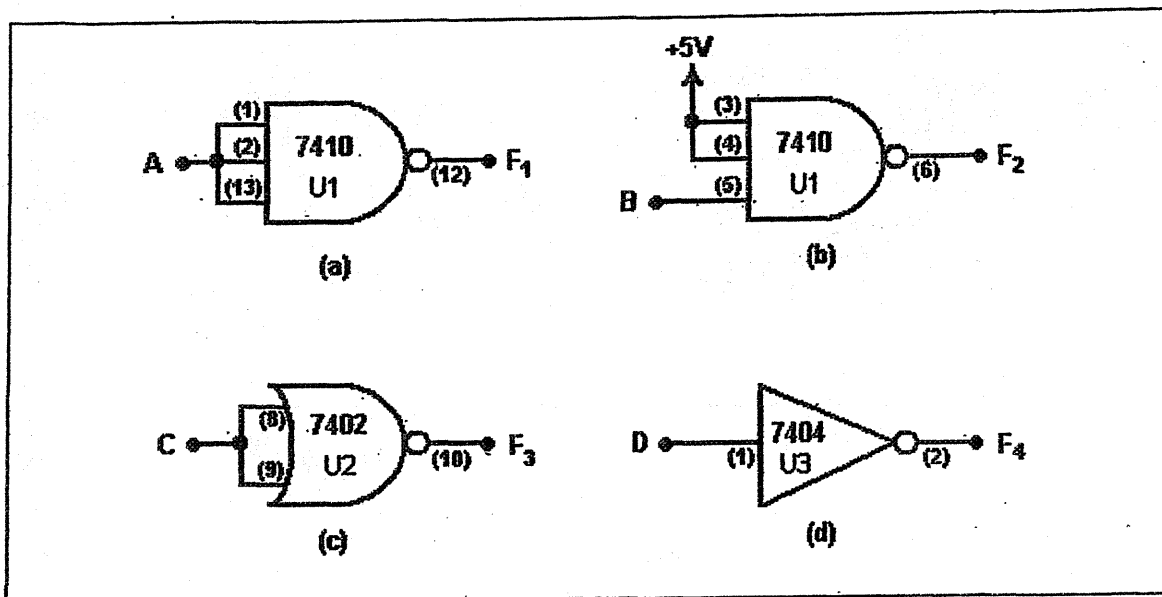 +5V
(1)
(2)
(13)
A
7410
U1
(12)
F1
(a)
(3)
(4)
(5)
B
7410
U1
(6)
F2
(b)
C
(8)
(9)
7402
U2
(10)
F3
(c)
D
(1)
7404
U3
(2)
F4
(d)